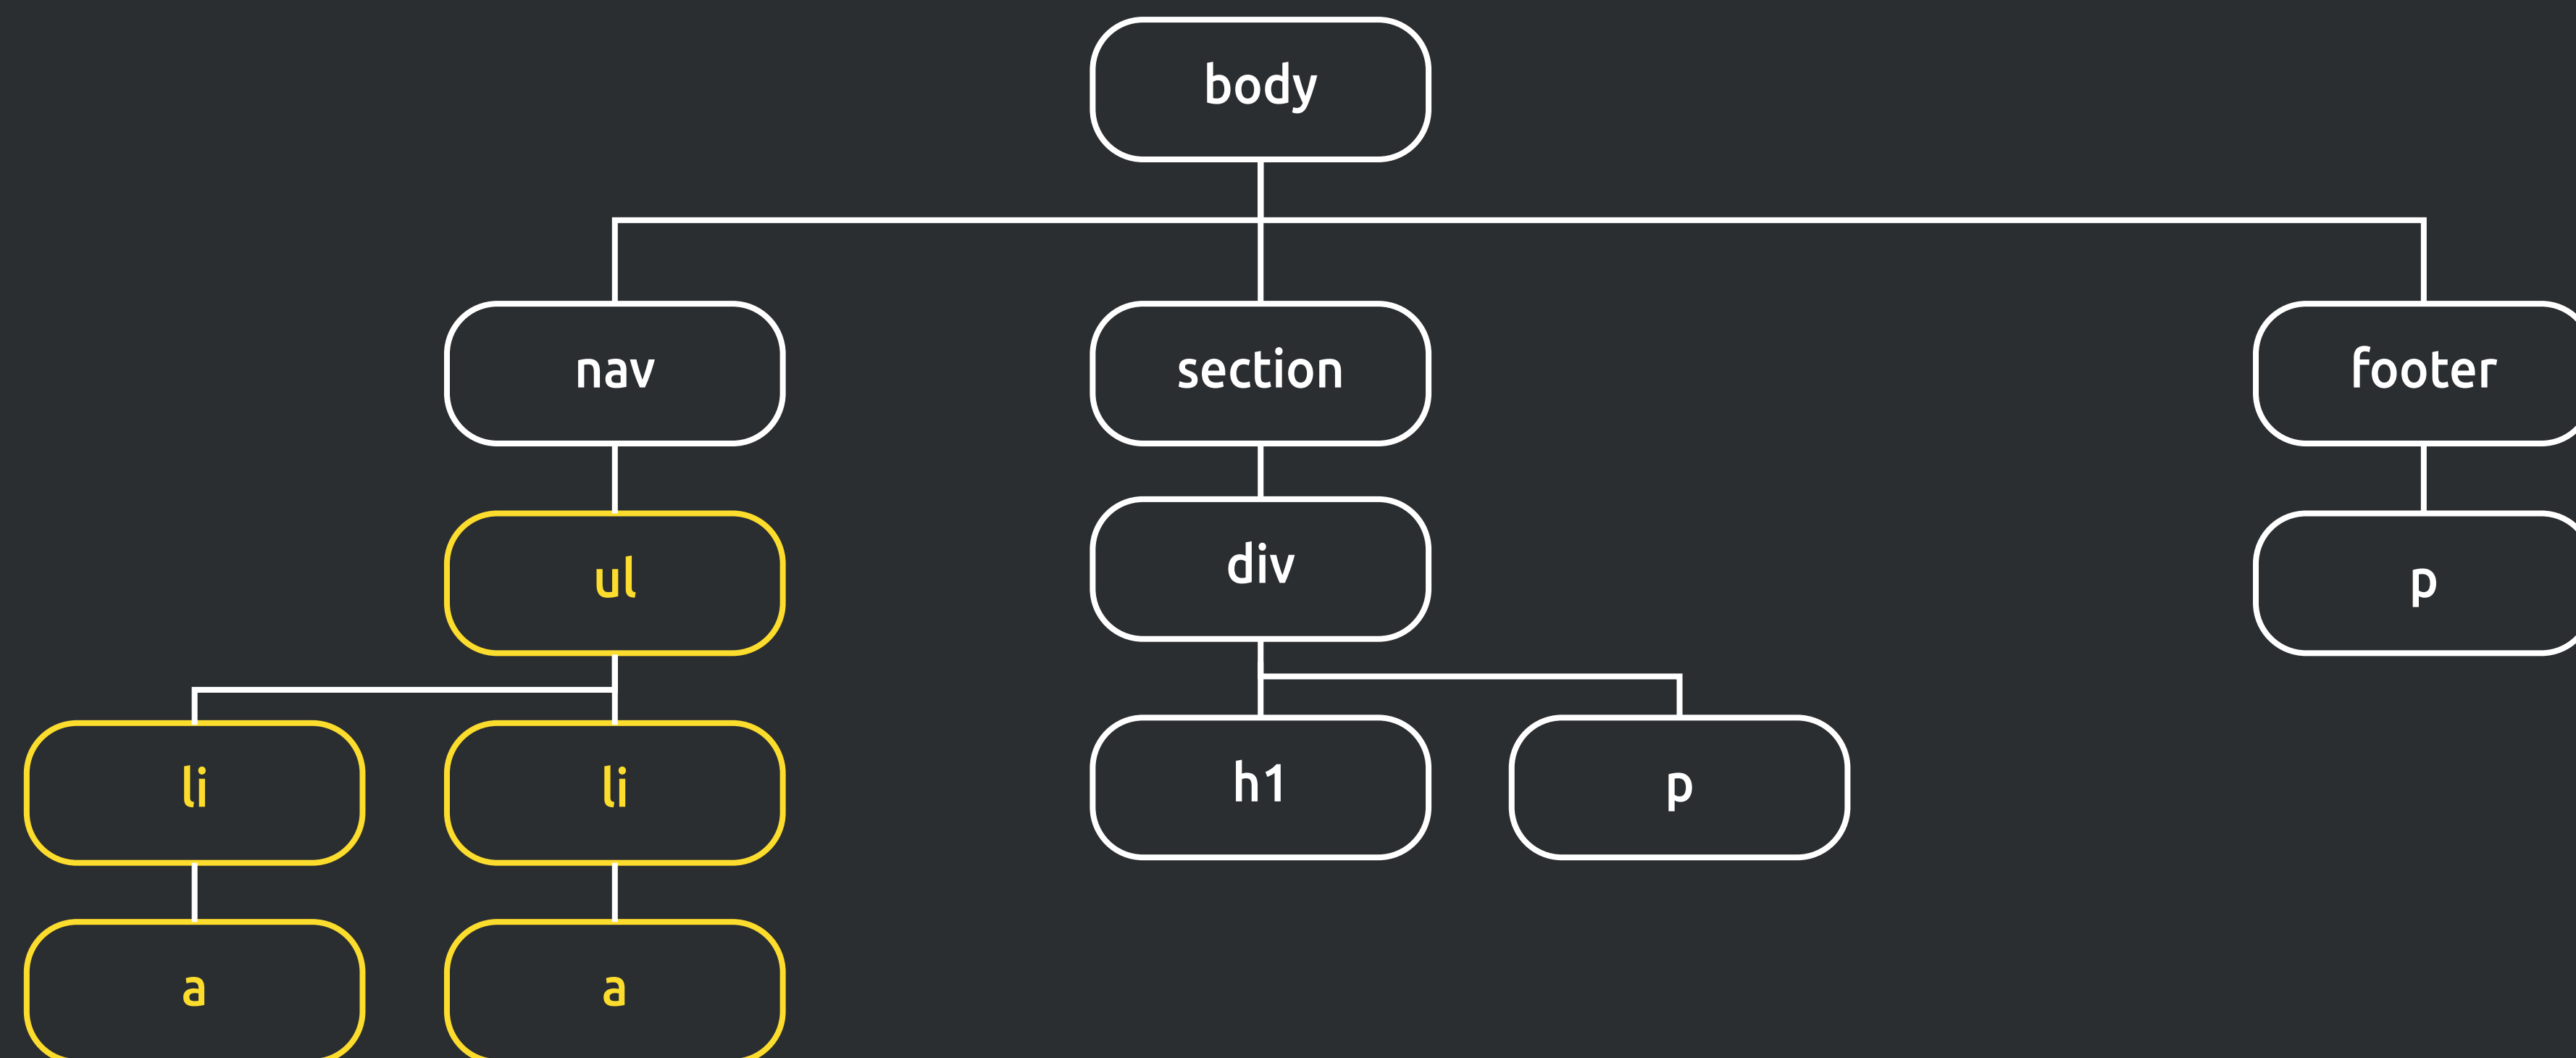 body
nav
section
footer
ul
div
p
li
li
h1
p
a
a